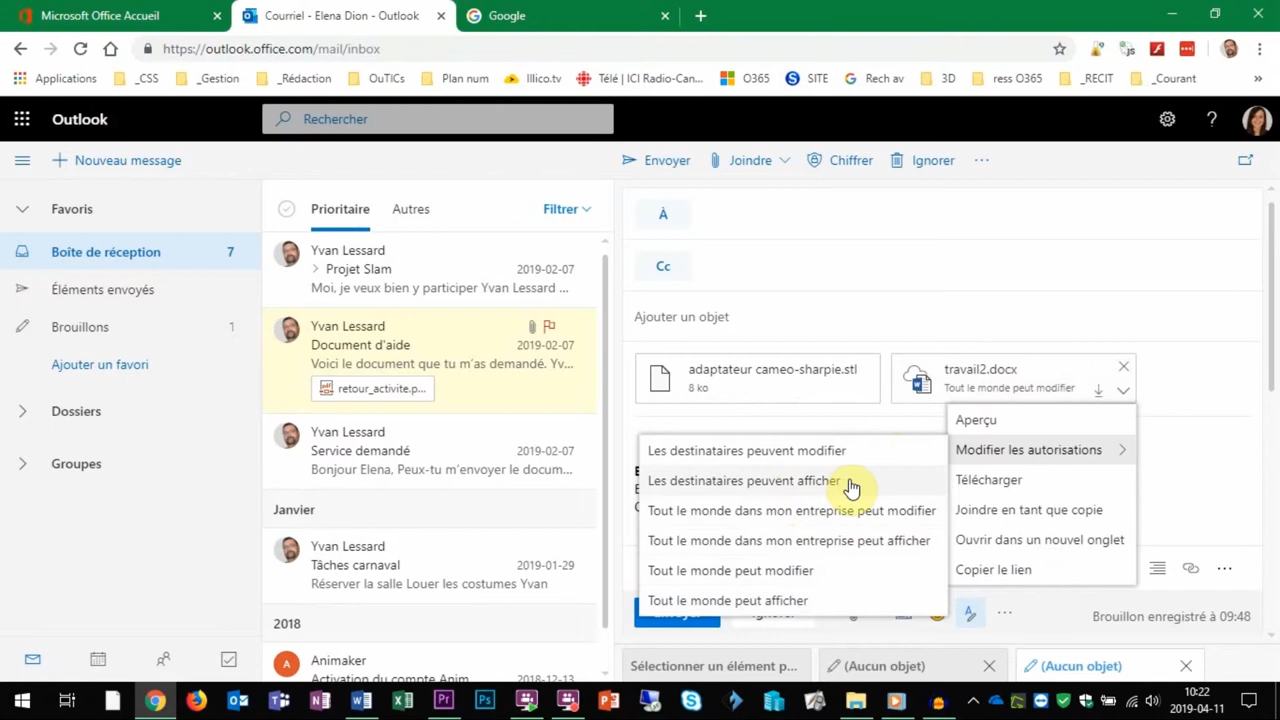 Microsoft Office Accueil
Courriel - Elena Dion - Outlook
Google
https://outlook.office.com/mail/inbox
Applications
_CSS
_Gestion
_Rédaction
OuTICs
Plan num
Illico.tv
Télé | ICI Radio-Can...
O365
SITE
Rech av
3D
ress O365
_RECIT
_Courant
Outlook
Rechercher
Nouveau message
Envoyer
Joindre
Chiffrer
Ignorer
Favoris
Boîte de réception 7
Éléments envoyés
Brouillons 1
Ajouter un favori
Dossiers
Groupes
Prioritaire
Autres
Filtrer
Yvan Lessard
Projet Slam 2019-02-07
Moi, je veux bien y participer Yvan Lessard ...
Yvan Lessard
Document d'aide 2019-02-07
Voici le document que tu m'as demandé. Yv...
retour_activite.p...
Yvan Lessard
Service demandé 2019-02-07
Bonjour Elena, Peux-tu m'envoyer le docum...
Janvier
Yvan Lessard
Tâches carnaval 2019-01-29
Réserver la salle Louer les costumes Yvan
2018
A
Animaker
Activation du compte Anim... 2018-12-13
À
Cc
Ajouter un objet
adaptateur cameo-sharpie.stl
8 ko
travail2.docx
Tout le monde peut modifier
Aperçu
Modifier les autorisations
Télécharger
Joindre en tant que copie
Ouvrir dans un nouvel onglet
Copier le lien
Les destinataires peuvent modifier
Les destinataires peuvent afficher
Tout le monde dans mon entreprise peut modifier
Tout le monde dans mon entreprise peut afficher
Tout le monde peut modifier
Tout le monde peut afficher
Brouillon enregistré à 09:48
Sélectionner un élément p...
(Aucun objet)
(Aucun objet)
10:22
2019-04-11